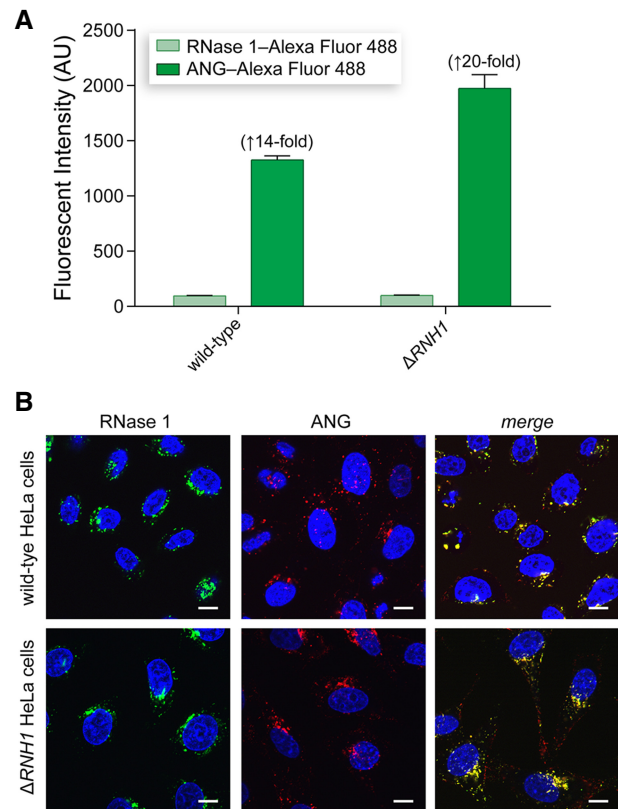 A
Fluorescent Intensity (AU)
2500
2000
1500
1000
500
0
RNase 1–Alexa Fluor 488
ANG–Alexa Fluor 488
(↑14-fold)
(↑20-fold)
wild-type
ΔRNH1
B
RNase 1
ANG
merge
wild-tye HeLa cells
ΔRNH1 HeLa cells